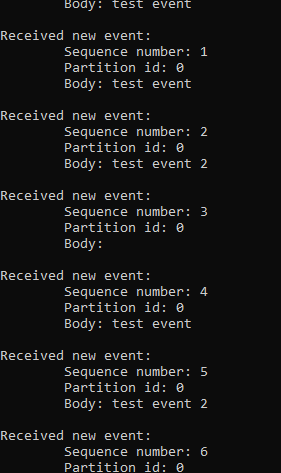 Body: test event
Received new event:
Sequence number: 1
Partition id: 0
Body: test event
Received new event:
Sequence number: 2
Partition id: 0
Body: test event 2
Received new event:
Sequence number: 3
Partition id: 0
Body:
Received new event:
Sequence number: 4
Partition id: 0
Body: test event
Received new event:
Sequence number: 5
Partition id: 0
Body: test event 2
Received new event:
Sequence number: 6
Partition id: 0